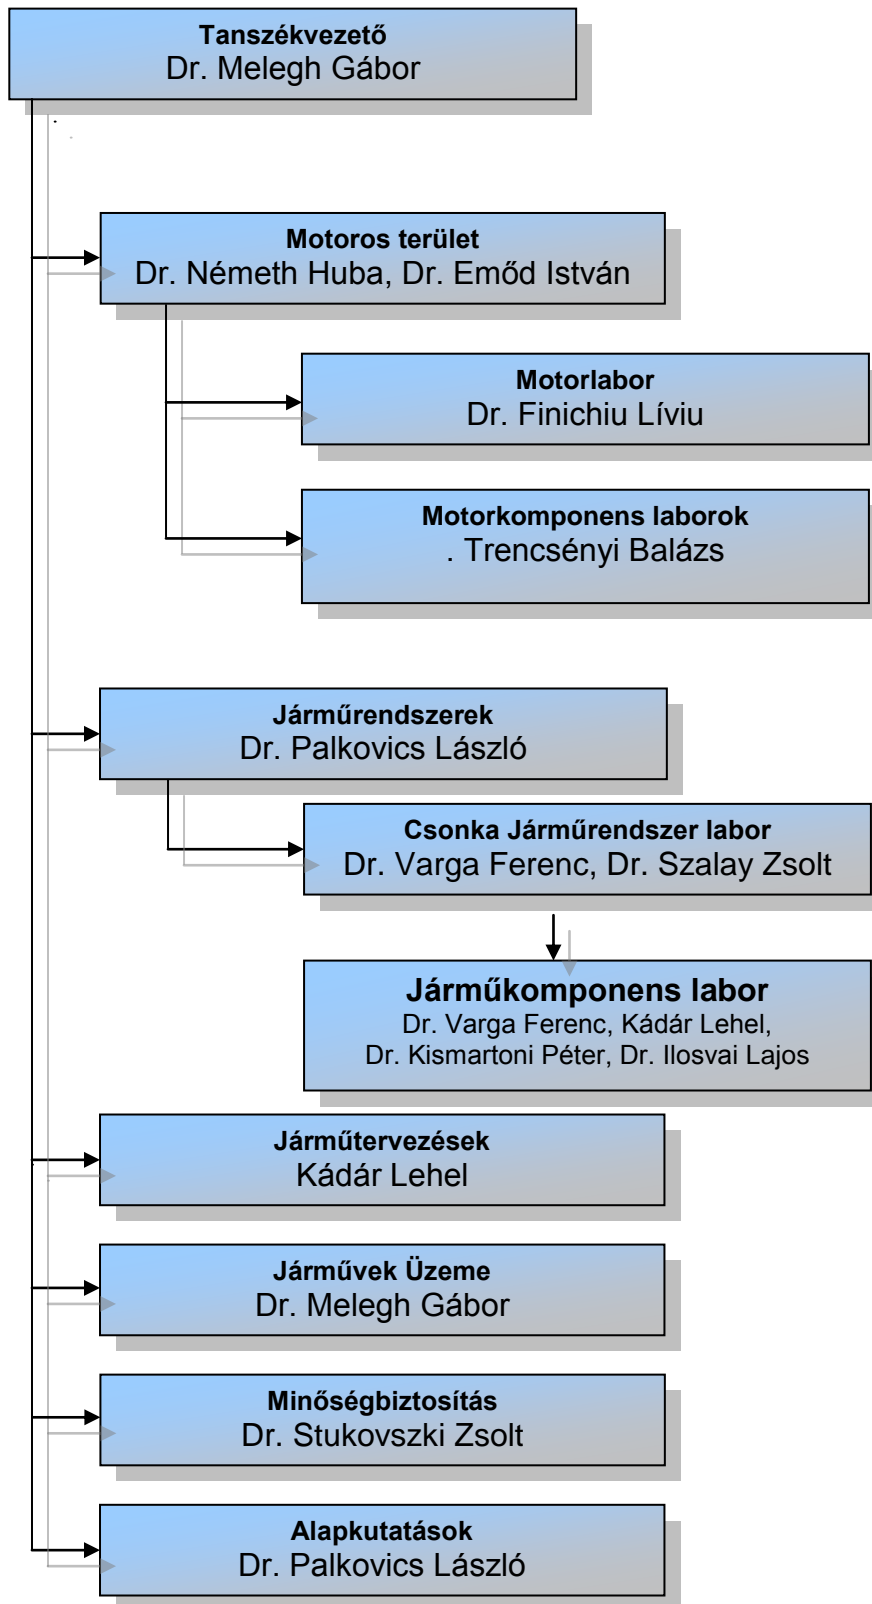 Tanszékvezető
Dr. Melegh Gábor
Motoros terület
Dr. Németh Huba, Dr. Emőd István
Motorlabor
Dr. Finichiu Líviu
Motorkomponens laborok
. Trencsényi Balázs
Járműrendszerek
Dr. Palkovics László
Csonka Járműrendszer labor
Dr. Varga Ferenc, Dr. Szalay Zsolt
Járműkomponens labor
Dr. Varga Ferenc, Kádár Lehel,
Dr. Kismartoni Péter, Dr. Ilosvai Lajos
Járműtervezések
Kádár Lehel
Járművek Üzeme
Dr. Melegh Gábor
Minőségbiztosítás
Dr. Stukovszki Zsolt
Alapkutatások
Dr. Palkovics László